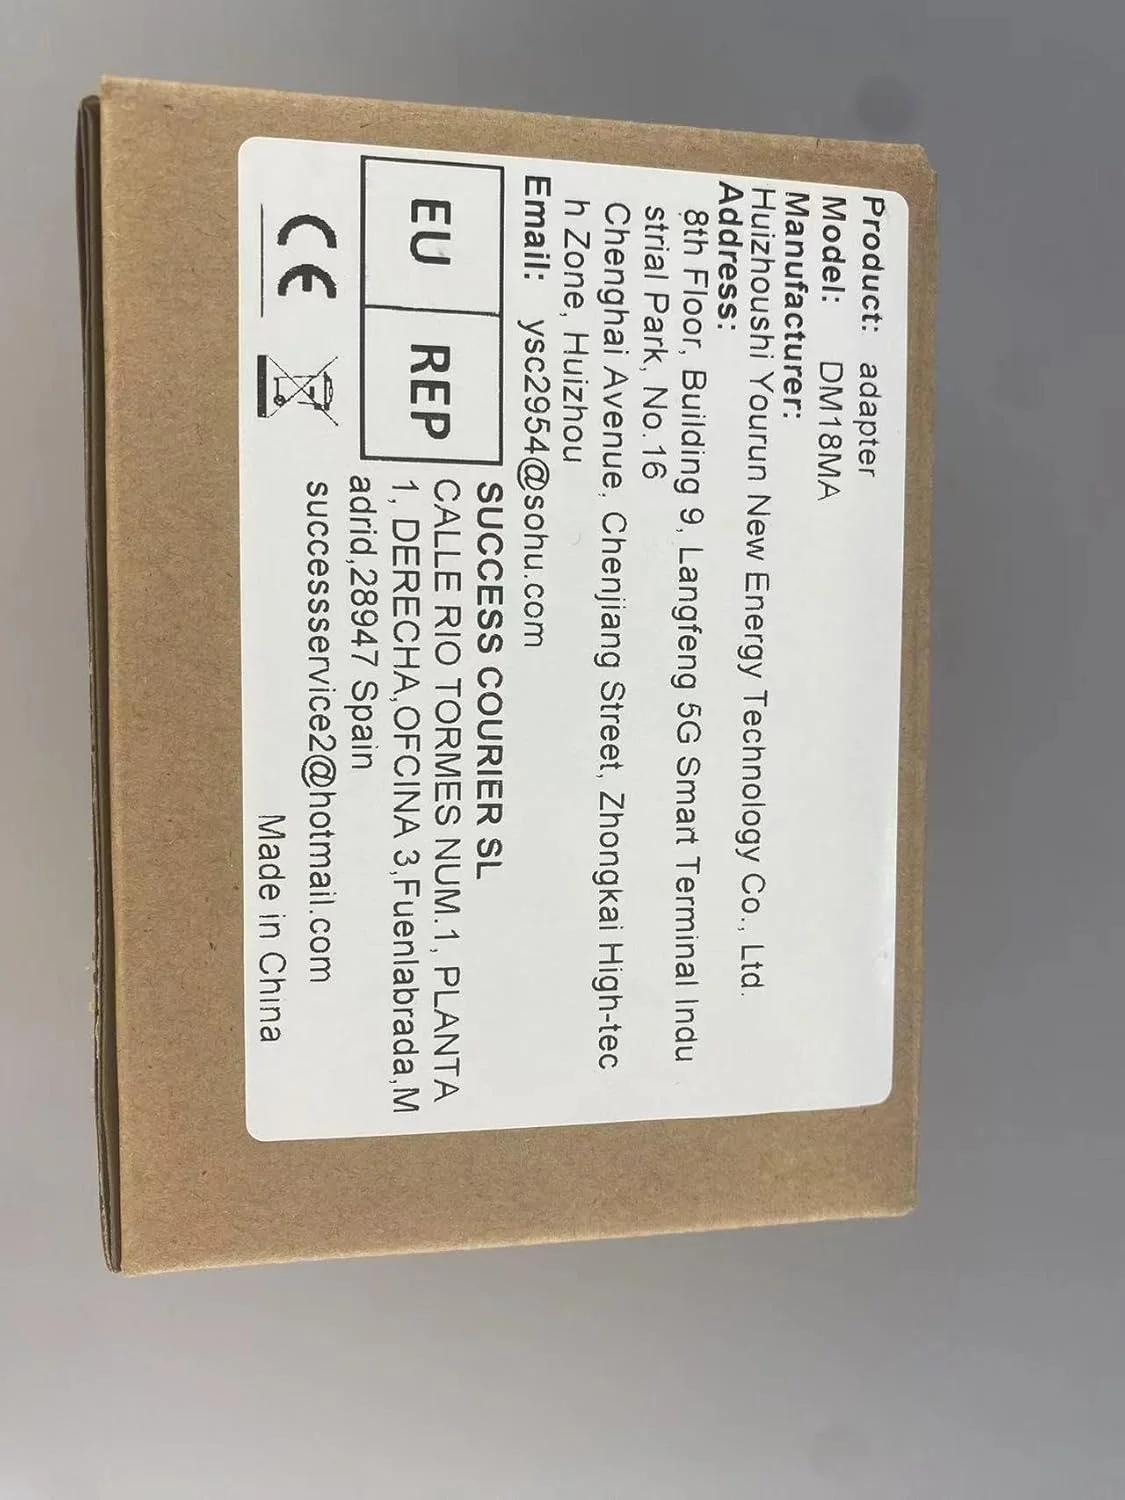 Product: adapter
Model: DM18MA
Manufacturer:
Huizhoushi Yourun New Energy Technology Co., Ltd.
Address:
8th Floor, Building 9, Langfeng 5G Smart Terminal Indu
strial Park, No.16
Chenghai Avenue, Chenjiang Street, Zhongkai High-tec
h Zone, Huizhou
Email: ysc2954@sohu.com
EU REP
SUCCESS COURIER SL
CALLE RIO TORMES NUM.1, PLANTA
1, DERECHA,OFCINA 3,Fuenlabrada,M
adrid,28947 Spain
successservice2@hotmail.com
CE
Made in China